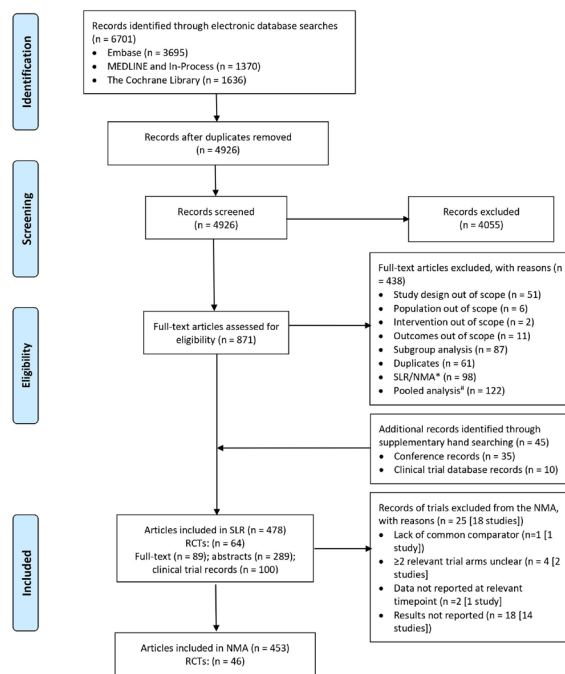 Identification
Records identified through electronic database searches
(n = 6701)
• Embase (n = 3695)
• MEDLINE and In-Process (n = 1370)
• The Cochrane Library (n = 1636)
Records after duplicates removed
(n = 4926)
Screening
Records screened
(n = 4926)
Records excluded
(n = 4055)
Eligibility
Full-text articles assessed for
eligibility (n = 871)
Full-text articles excluded, with reasons (n
= 438)
• Study design out of scope (n = 51)
• Population out of scope (n = 6)
• Intervention out of scope (n = 2)
• Outcomes out of scope (n = 11)
• Subgroup analysis (n = 87)
• Duplicates (n = 61)
• SLR/NMA* (n = 98)
• Pooled analysis# (n = 122)
Additional records identified through
supplementary hand searching (n = 45)
• Conference records (n = 35)
• Clinical trial database records (n = 10)
Included
Articles included in SLR (n = 478)
RCTs: (n = 64)
Full-text (n = 89); abstracts (n = 289);
clinical trial records (n = 100)
Records of trials excluded from the NMA,
with reasons (n = 25 [18 studies])
• Lack of common comparator (n=1 [1
study])
• ≥2 relevant trial arms unclear (n = 4 [2
studies]
• Data not reported at relevant
timepoint (n =2 [1 study]
• Results not reported (n = 18 [14
studies])
Articles included in NMA (n = 453)
RCTs: (n = 46)